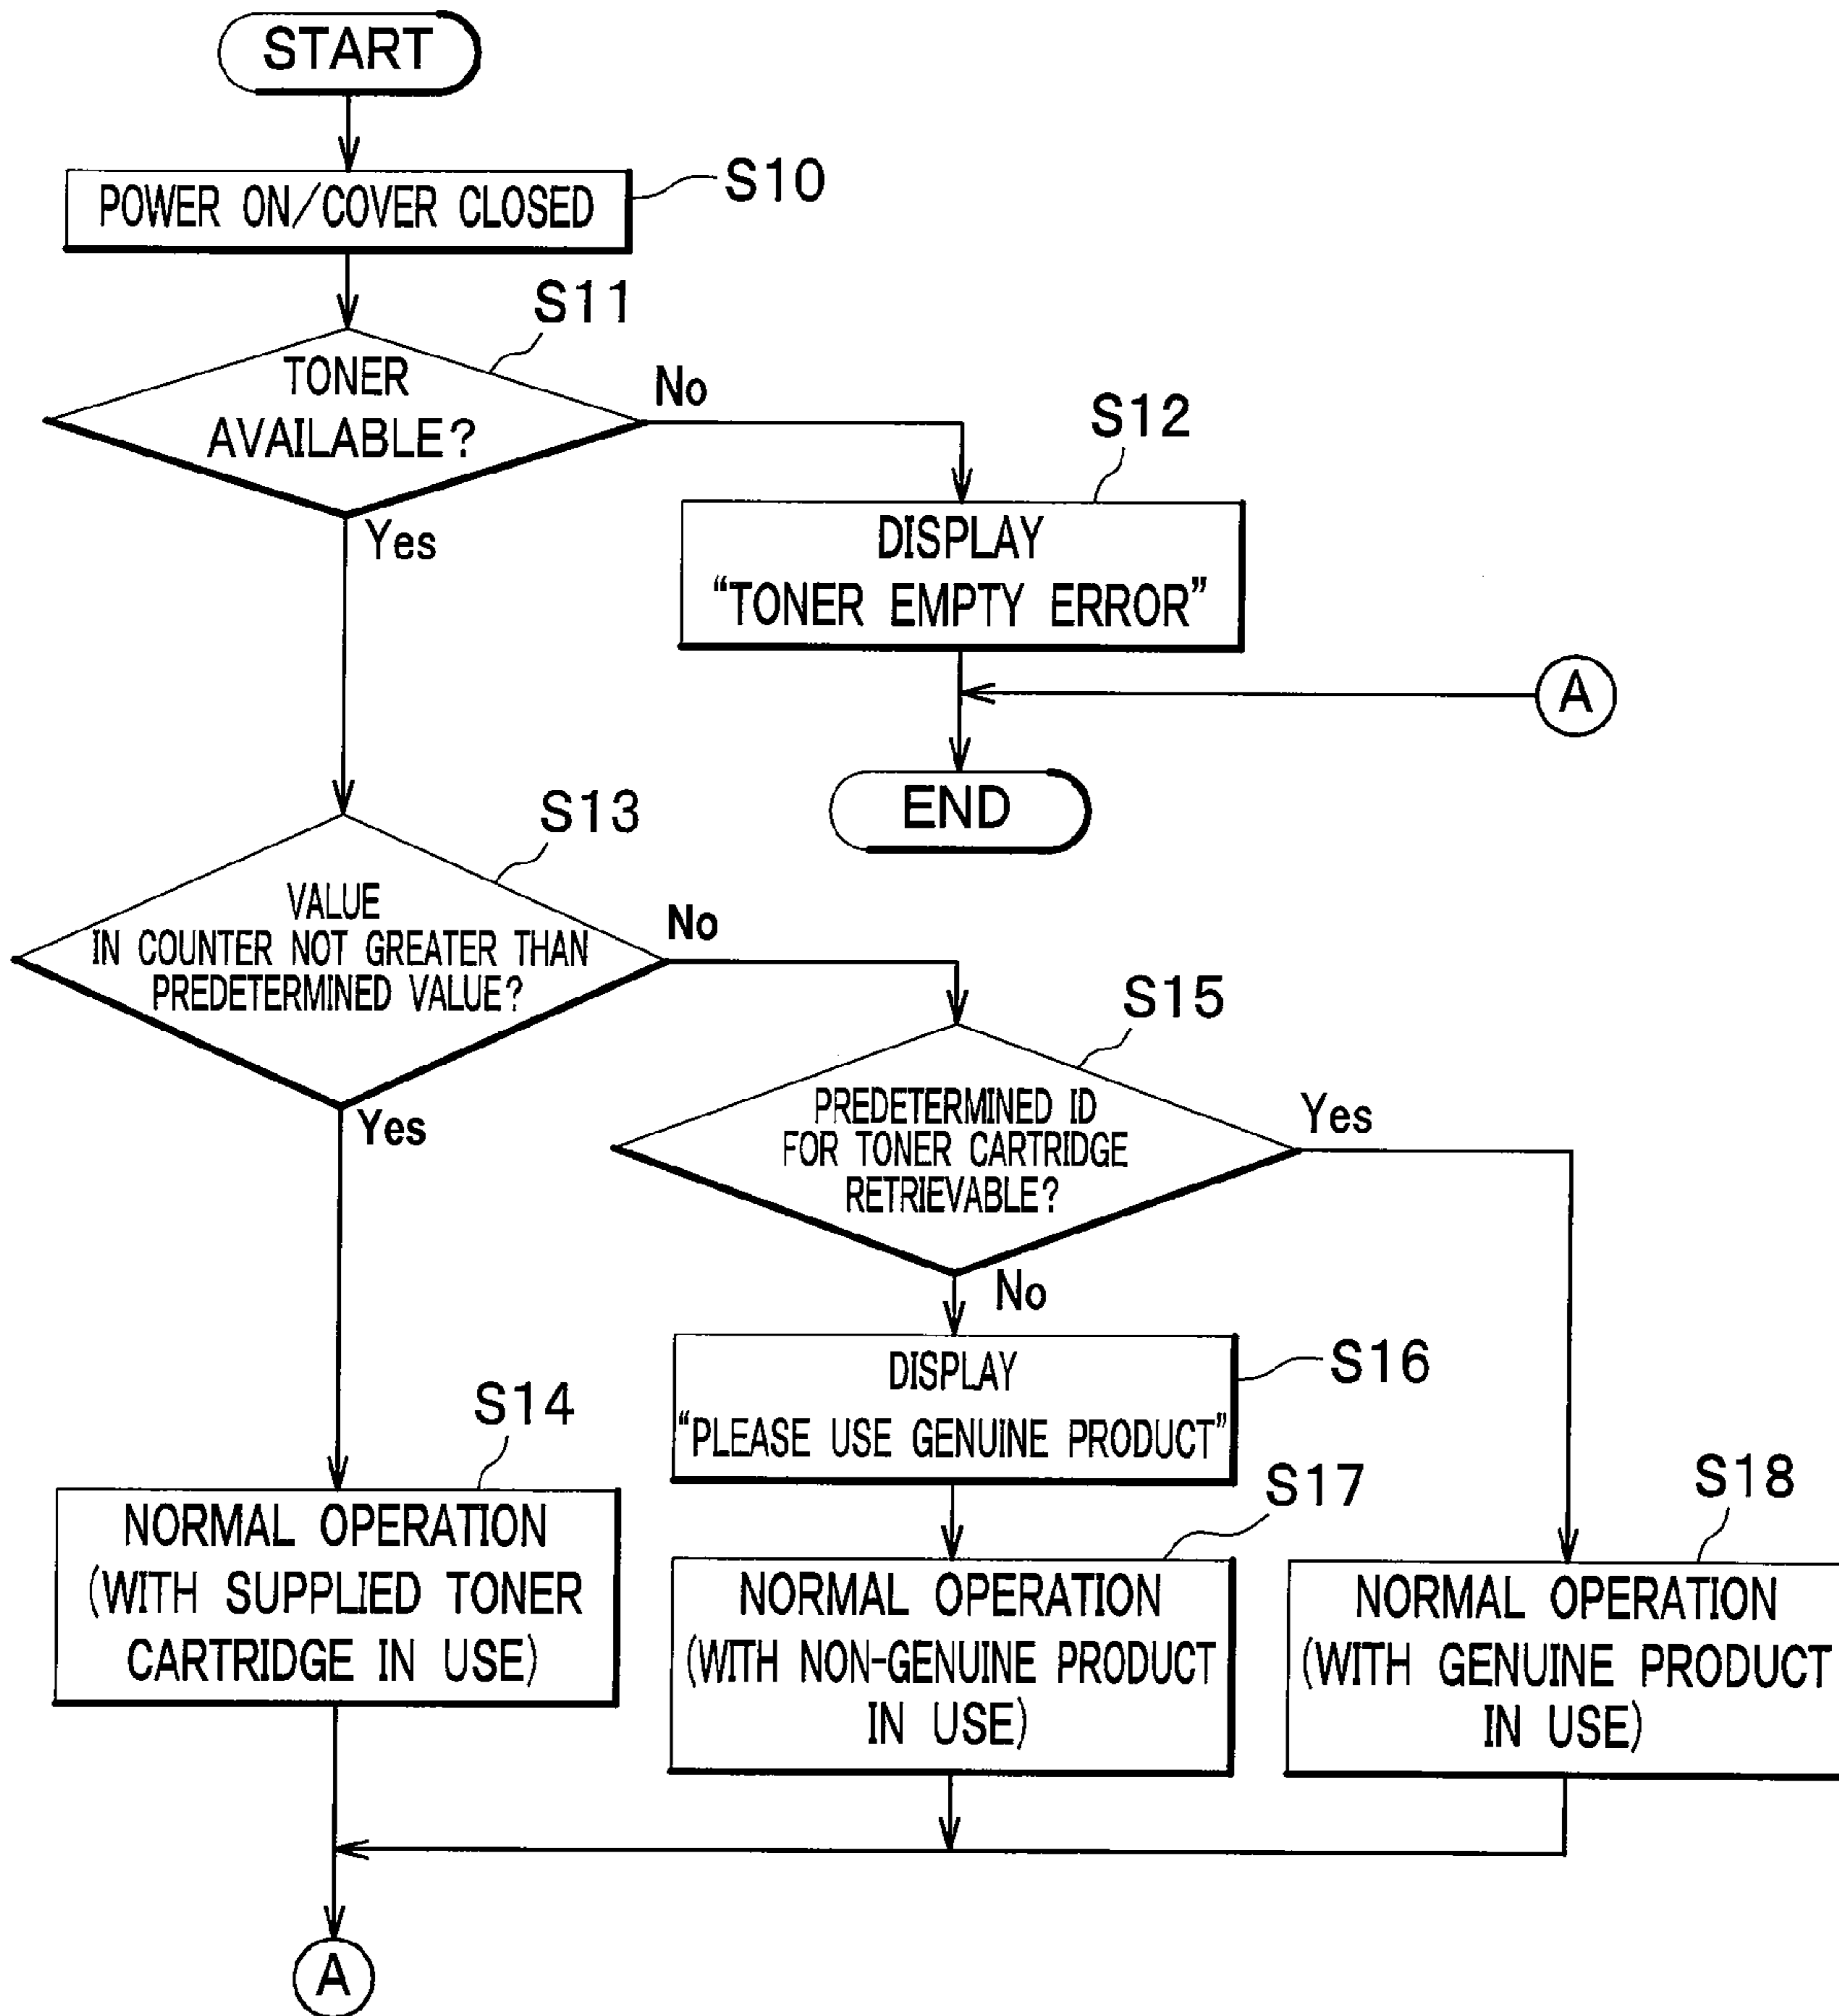 START
POWER ON/COVER CLOSED
S10
S11
TONER
AVAILABLE?
No
Yes
S12
DISPLAY
“TONER EMPTY ERROR”
A
END
S13
VALUE
IN COUNTER NOT GREATER THAN
PREDETERMINED VALUE?
No
Yes
S15
PREDETERMINED ID
FOR TONER CARTRIDGE
RETRIEVABLE?
Yes
No
S16
DISPLAY
“PLEASE USE GENUINE PRODUCT”
S14
NORMAL OPERATION
(WITH SUPPLIED TONER
CARTRIDGE IN USE)
S17
NORMAL OPERATION
(WITH NON-GENUINE PRODUCT
IN USE)
S18
NORMAL OPERATION
(WITH GENUINE PRODUCT
IN USE)
A